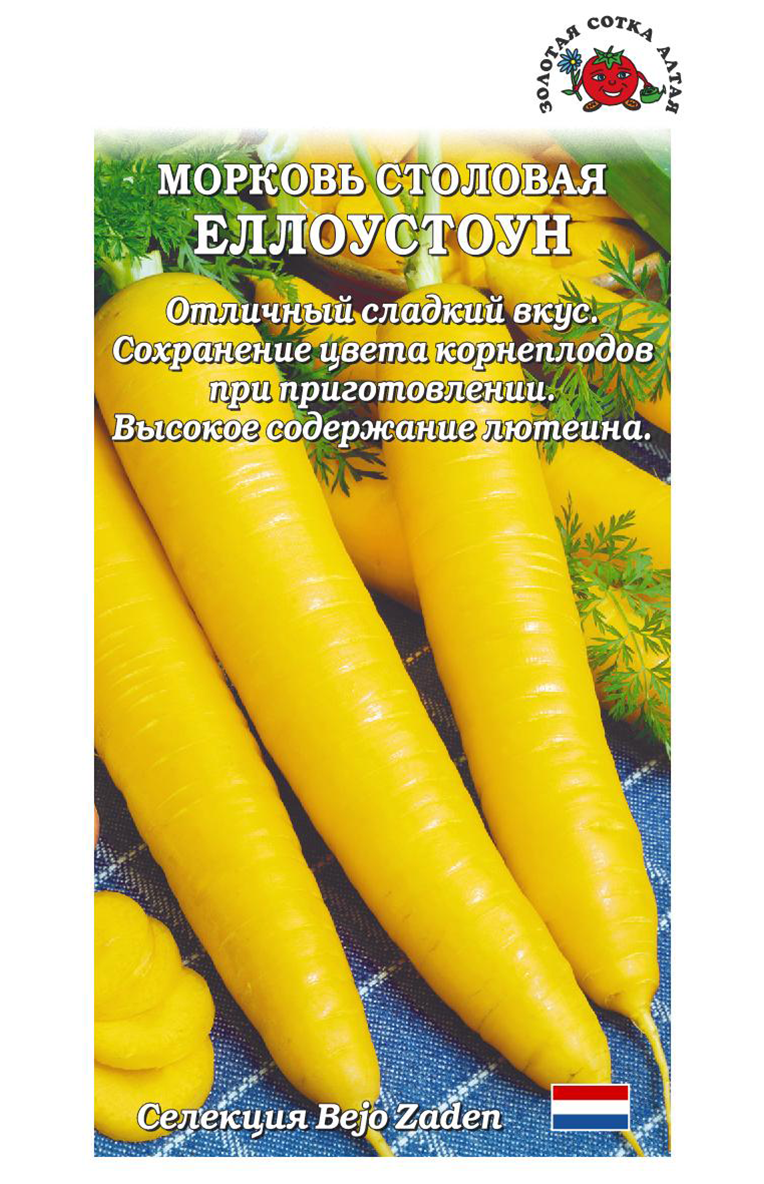 ЗОЛОТАЯ СОТКА АЛТАЯ
МОРКОВЬ СТОЛОВАЯ
ЕЛЛОУСТОУН
Отличный сладкий вкус.
Сохранение цвета корнеплодов
при приготовлении.
Высокое содержание лютеина.
Селекция Bejo Zaden